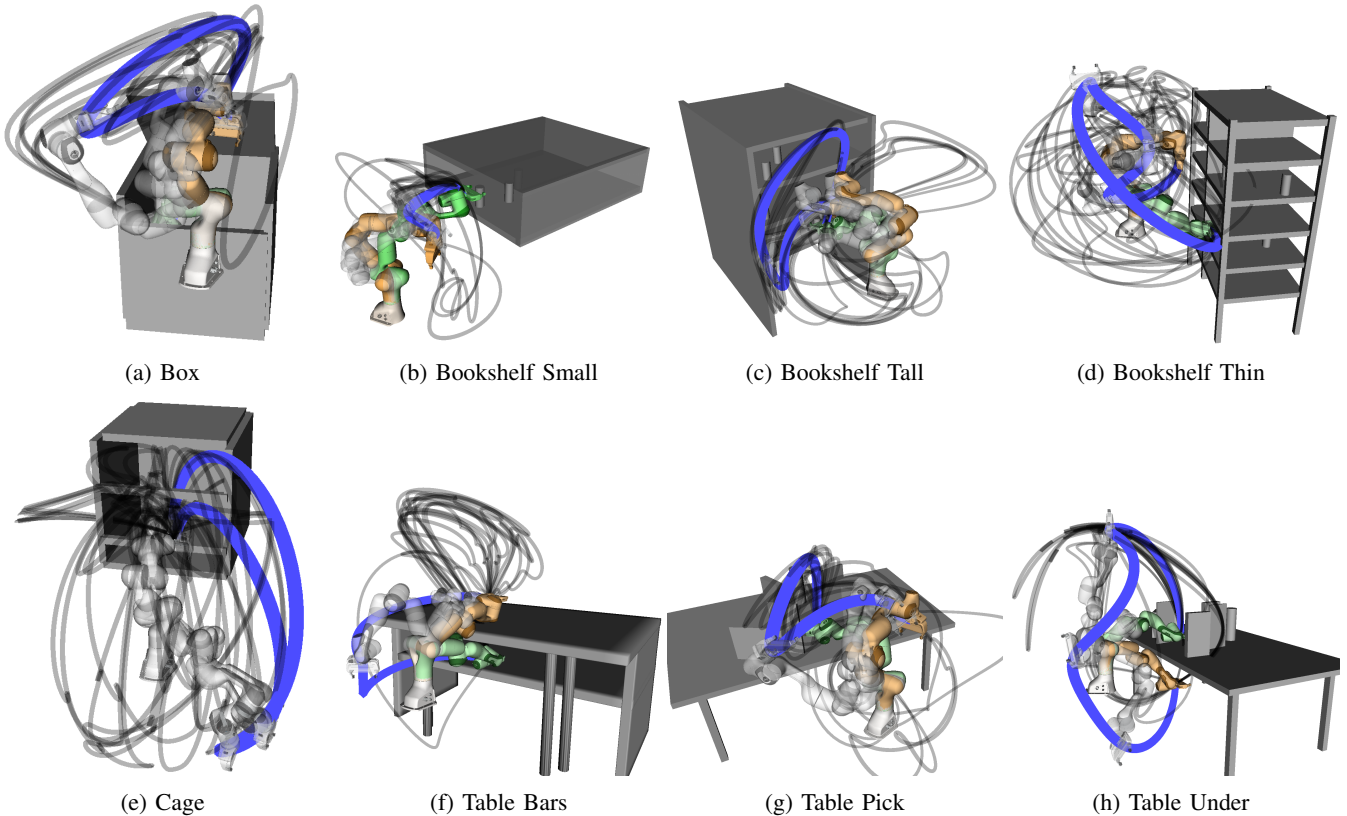 (a) Box
(b) Bookshelf Small
(c) Bookshelf Tall
(d) Bookshelf Thin
(e) Cage
(f) Table Bars
(g) Table Pick
(h) Table Under